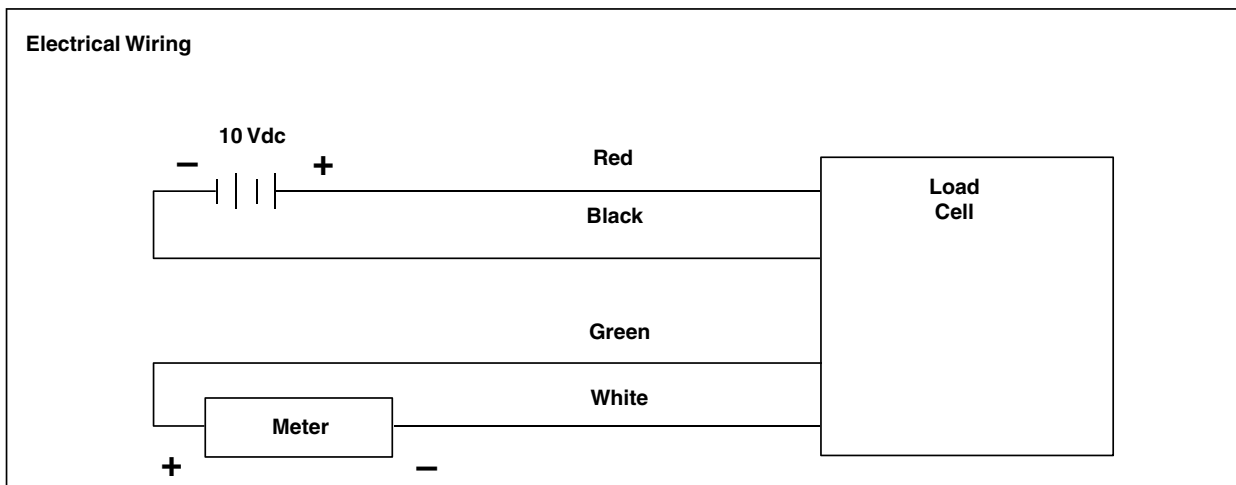 Electrical Wiring
10 Vdc
− +
Red
Black
Load
Cell
Green
White
Meter
+ −